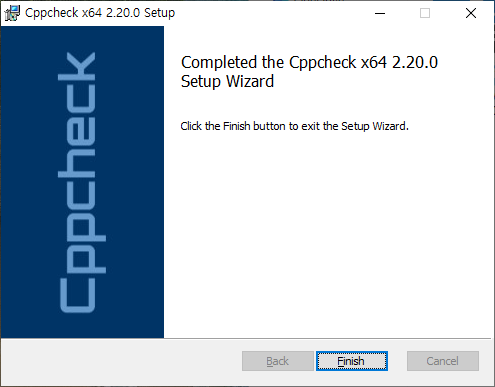 Cppcheck x64 2.20.0 Setup
Cppcheck
Completed the Cppcheck x64 2.20.0
Setup Wizard
Click the Finish button to exit the Setup Wizard.
Back
Finish
Cancel